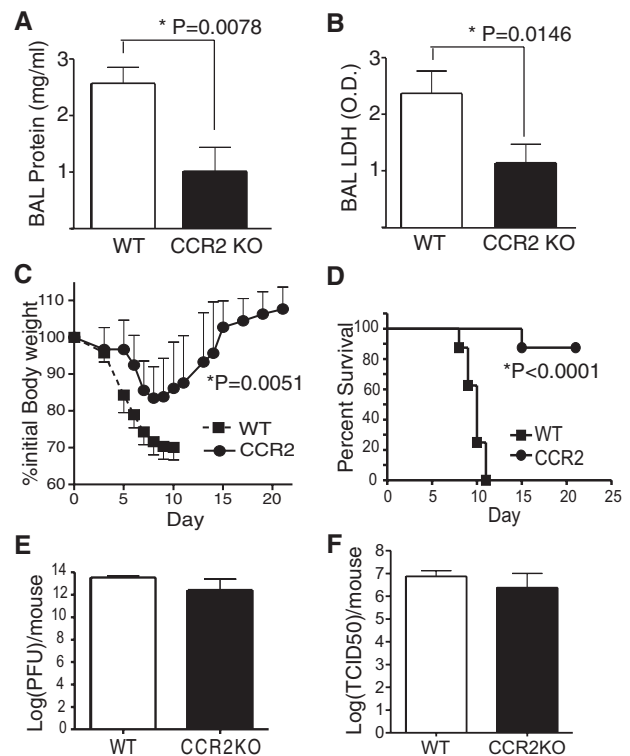 A
* P=0.0078
BAL Protein (mg/ml)
3
2
1
WT
CCR2 KO
B
* P=0.0146
BAL LDH (O.D.)
3
2
1
WT
CCR2 KO
C
%initial Body weight
110
100
90
80
70
60
*P=0.0051
WT
CCR2
0
5
10
15
20
Day
D
Percent Survival
100
80
60
40
20
0
*P<0.0001
WT
CCR2
0
5
10
15
20
25
Day
E
Log(PFU)/mouse
14
12
10
8
6
4
2
0
WT
CCR2KO
F
Log(TCID50)/mouse
7
6
5
4
3
2
1
0
WT
CCR2KO